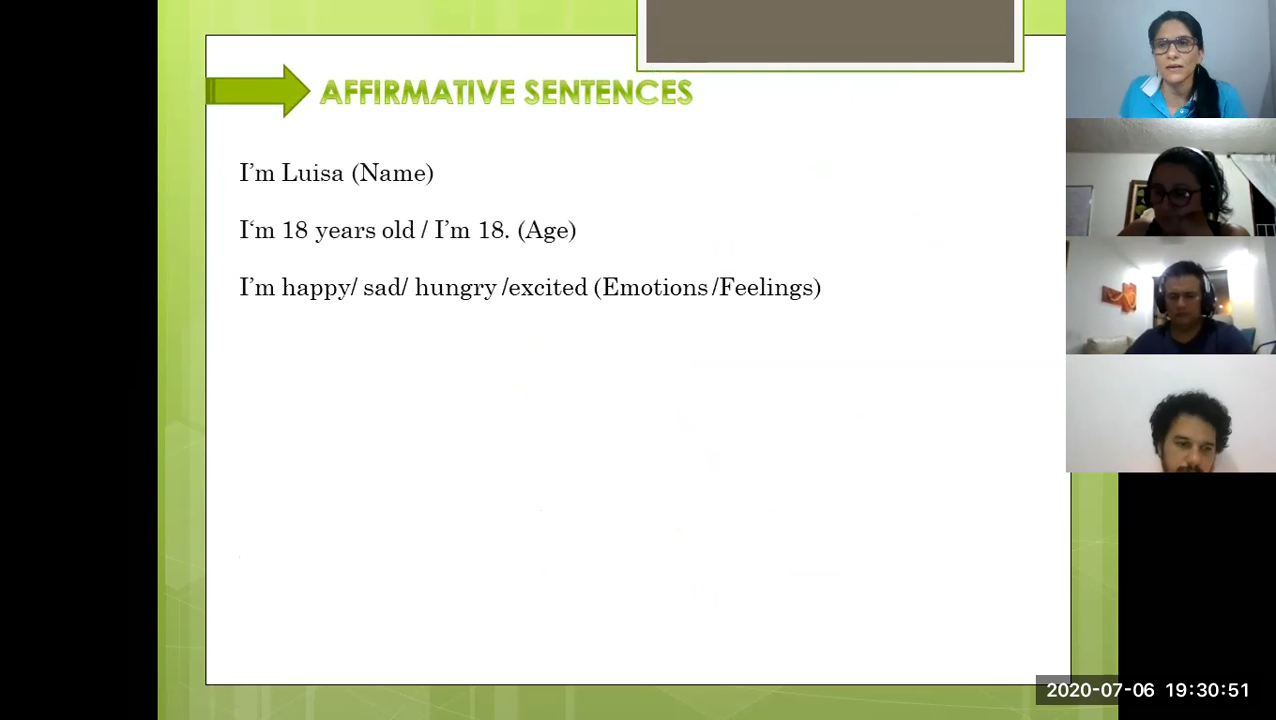 AFFIRMATIVE SENTENCES
I’m Luisa (Name)
I‘m 18 years old / I’m 18. (Age)
I’m happy/ sad/ hungry /excited (Emotions /Feelings)
2020-07-06 19:30:51